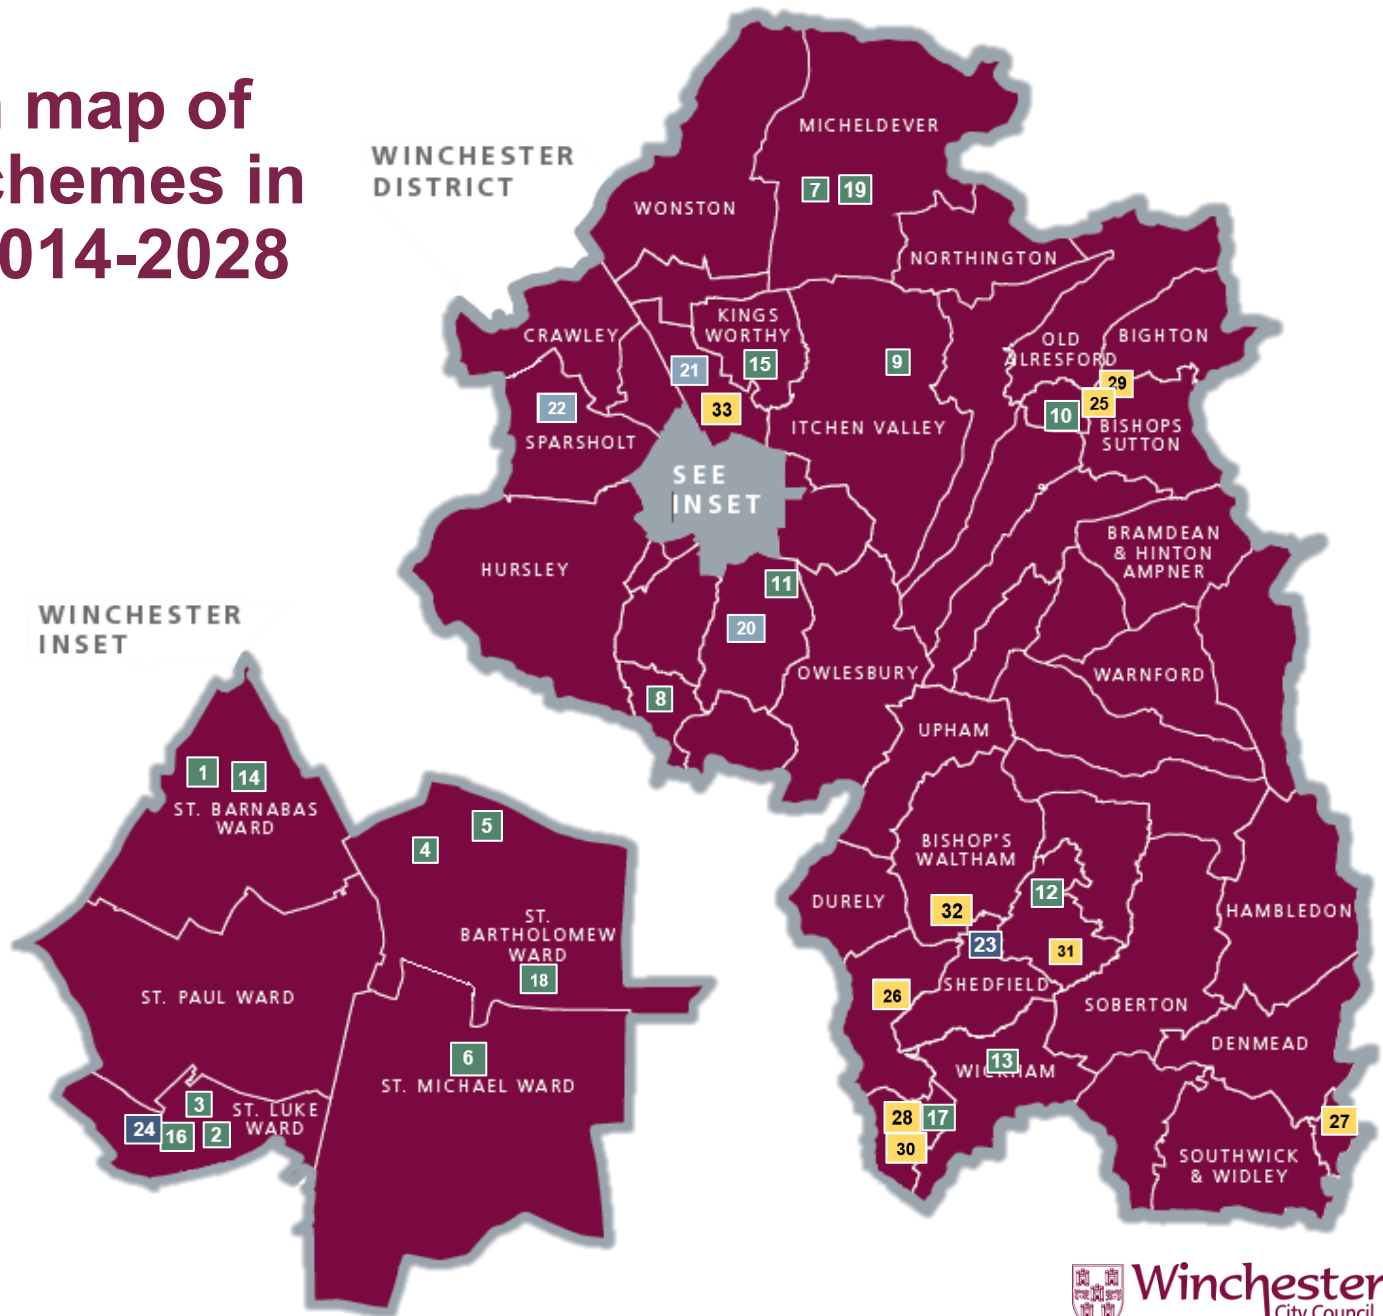 map of
chemes in
014-2028
WINCHESTER
DISTRICT
MICHELDEVER
7 19
WONSTON
NORTHINGTON
CRAWLEY
KINGS
WORTHY
OLD
ALRESFORD
BIGHTON
21
15
9
29
22
33
25
10
SPARSHOLT
ITCHEN VALLEY
BISHOPS
SUTTON
SEE
INSET
BRAMDEAN
& HINTON
AMPNER
HURSLEY
11
20
OWLESBURY
WARNFORD
8
UPHAM
BISHOP'S
WALTHAM
12
DURELY
32
HAMBLEDON
23
31
26
SHEDFIELD
SOBERTON
DENMEAD
13
WICKHAM
28 17
27
30
SOUTHWICK
& WIDLEY
WINCHESTER
INSET
1 14
ST. BARNABAS
WARD
5
4
ST.
BARTHOLOMEW
WARD
18
ST. PAUL WARD
6
ST. MICHAEL WARD
3
ST. LUKE
WARD
24 16 2
Winchester
City Council